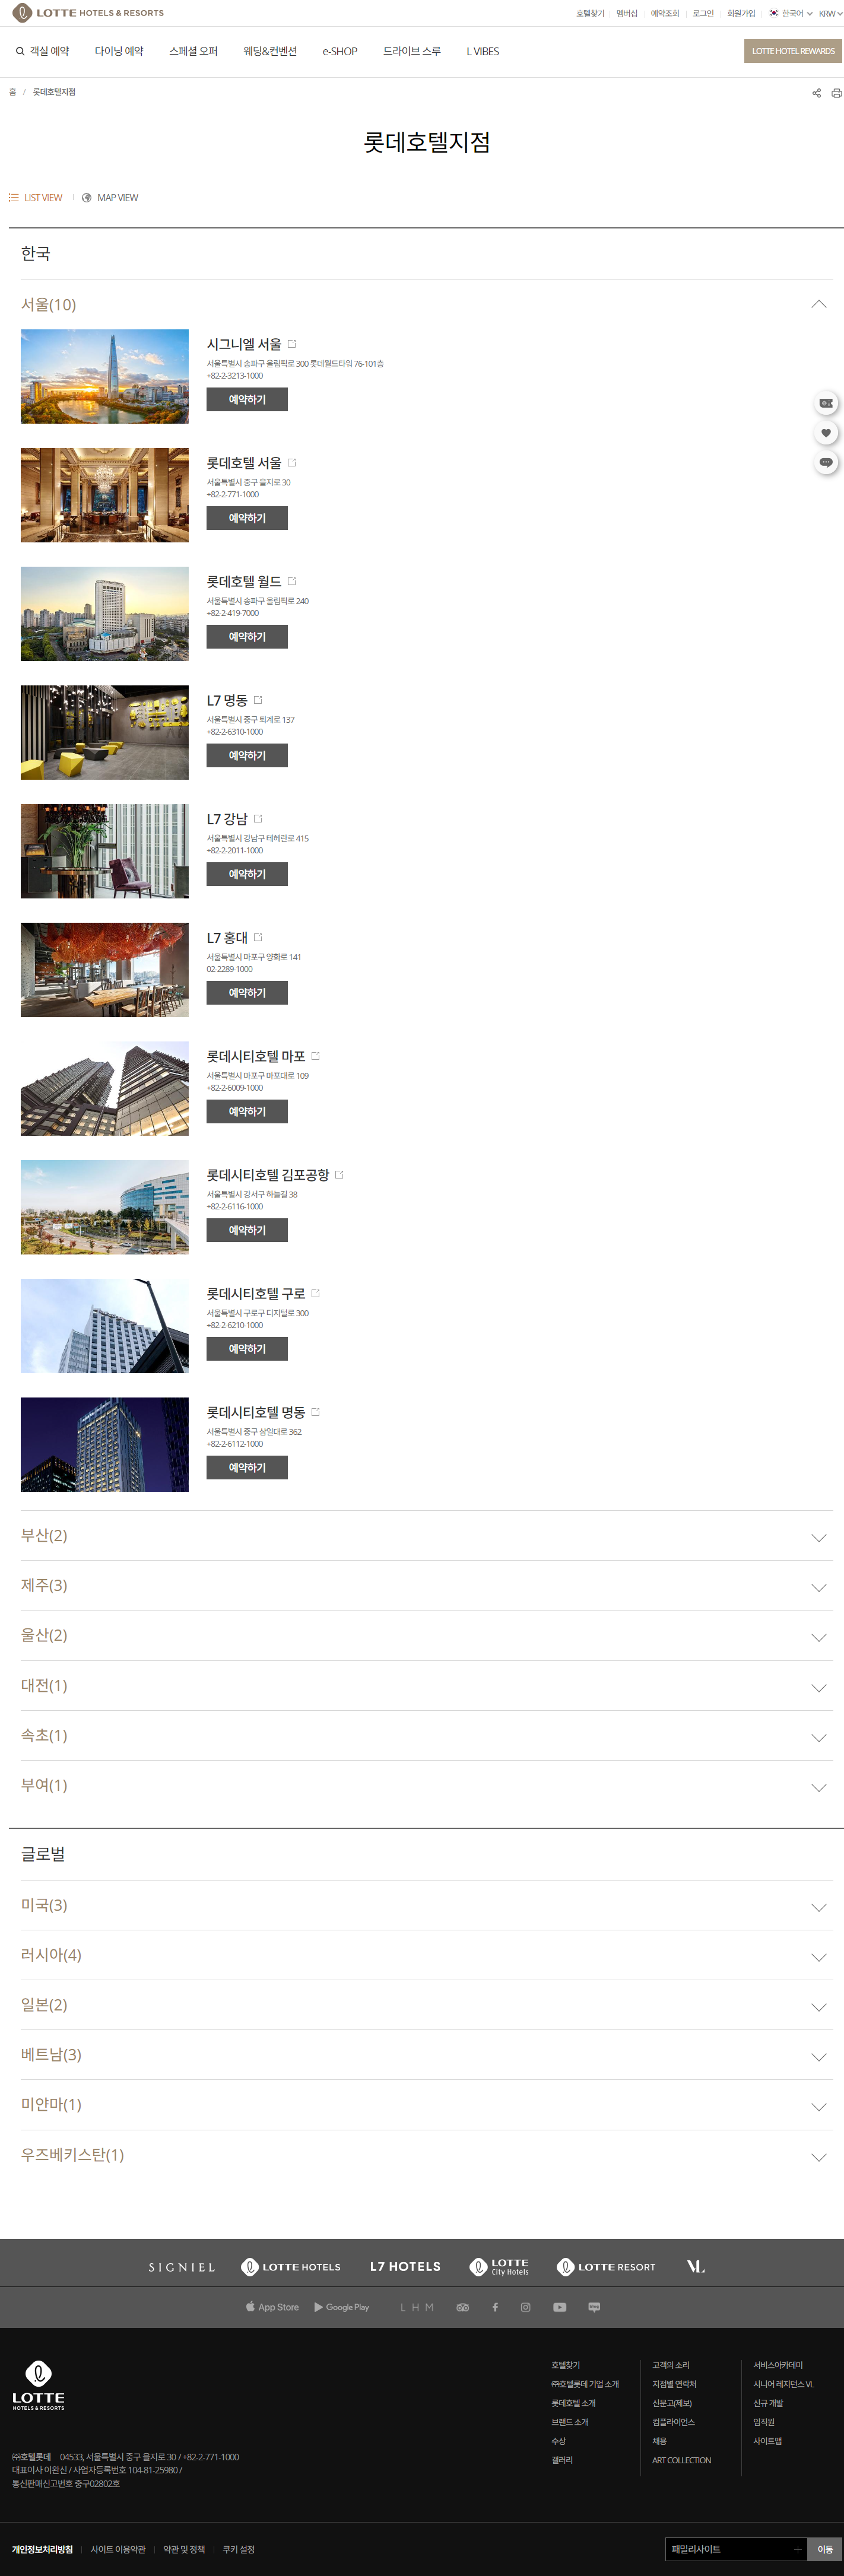 LOTTE HOTELS & RESORTS
호텔찾기 멤버십 예약조회 로그인 회원가입 한국어 KRW
객실 예약 다이닝 예약 스페셜 오퍼 웨딩&컨벤션 e-SHOP 드라이브 스루 L VIBES
LOTTE HOTEL REWARDS
홈 / 롯데호텔지점
롯데호텔지점
LIST VIEW MAP VIEW
한국
서울(10)
시그니엘 서울
서울특별시 송파구 올림픽로 300 롯데월드타워 76-101층
+82-2-3213-1000
예약하기
롯데호텔 서울
서울특별시 중구 을지로 30
+82-2-771-1000
예약하기
롯데호텔 월드
서울특별시 송파구 올림픽로 240
+82-2-419-7000
예약하기
L7 명동
서울특별시 중구 퇴계로 137
+82-2-6310-1000
예약하기
L7 강남
서울특별시 강남구 테헤란로 415
+82-2-2011-1000
예약하기
L7 홍대
서울특별시 마포구 양화로 141
02-2289-1000
예약하기
롯데시티호텔 마포
서울특별시 마포구 마포대로 109
+82-2-6009-1000
예약하기
롯데시티호텔 김포공항
서울특별시 강서구 하늘길 38
+82-2-6116-1000
예약하기
롯데시티호텔 구로
서울특별시 구로구 디지털로 300
+82-2-6210-1000
예약하기
롯데시티호텔 명동
서울특별시 중구 삼일대로 362
+82-2-6112-1000
예약하기
부산(2)
제주(3)
울산(2)
대전(1)
속초(1)
부여(1)
글로벌
미국(3)
러시아(4)
일본(2)
베트남(3)
미얀마(1)
우즈베키스탄(1)
SIGNIEL LOTTE HOTELS L7 HOTELS LOTTE City Hotels LOTTE RESORT VL
App Store Google Play L H M
LOTTE
HOTELS & RESORTS
호텔찾기
㈜호텔롯데 기업 소개
롯데호텔 소개
브랜드 소개
수상
갤러리
고객의 소리
지점별 연락처
신문고(제보)
컴플라이언스
채용
ART COLLECTION
서비스아카데미
시니어 레지던스 VL
신규 개발
임직원
사이트맵
㈜호텔롯데 04533, 서울특별시 중구 을지로 30 / +82-2-771-1000
대표이사 이완신 / 사업자등록번호 104-81-25980 /
통신판매신고번호 중구02802호
개인정보처리방침 사이트 이용약관 약관 및 정책 쿠키 설정
패밀리사이트 이동